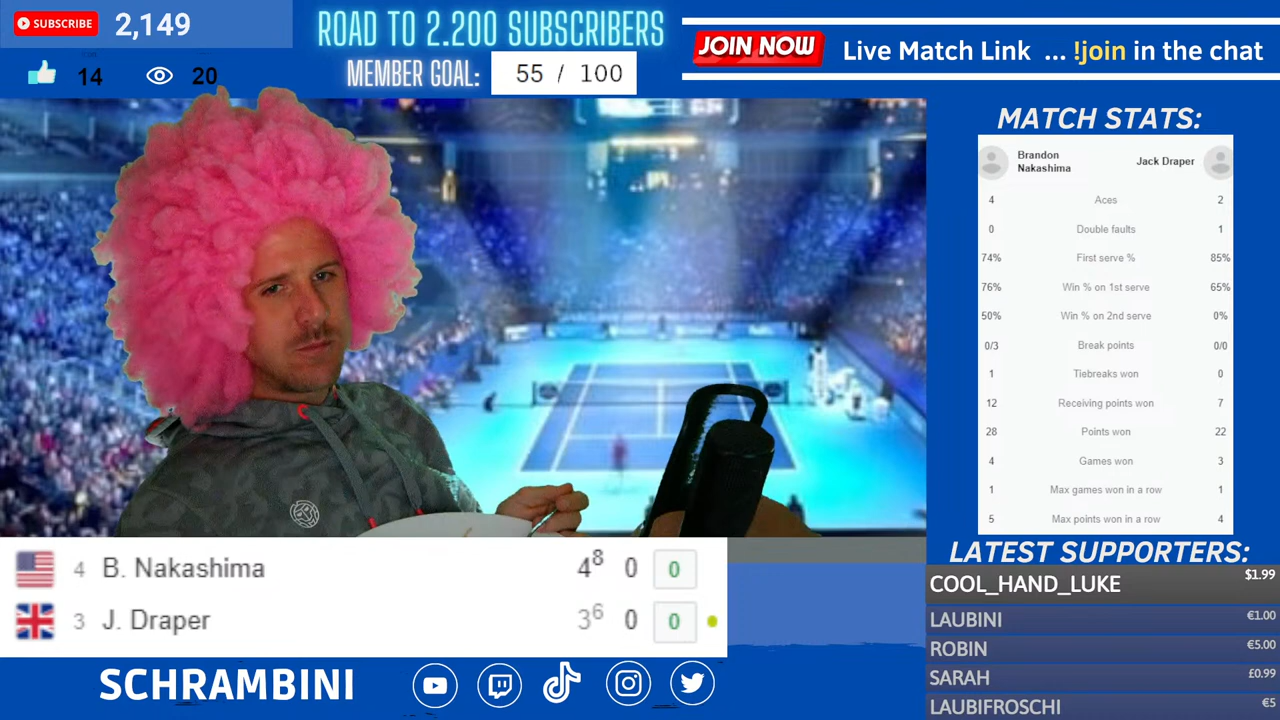 SUBSCRIBE 2,149
14 20
ROAD TO 2.200 SUBSCRIBERS
MEMBER GOAL: 55 / 100
JOIN NOW Live Match Link ... !join in the chat
MATCH STATS:
Brandon Nakashima Jack Draper
4 Aces 2
0 Double faults 1
74% First serve % 85%
76% Win % on 1st serve 65%
50% Win % on 2nd serve 0%
0/3 Break points 0/0
1 Tiebreaks won 0
12 Receiving points won 7
28 Points won 22
4 Games won 3
1 Max games won in a row 1
5 Max points won in a row 4
LATEST SUPPORTERS:
COOL_HAND_LUKE $1.99
LAUBINI €1.00
ROBIN €5.00
SARAH £0.99
LAUBIFROSCHI €5
4 B. Nakashima 4⁸ 0 0
3 J. Draper 3⁶ 0 0
SCHRAMBINI